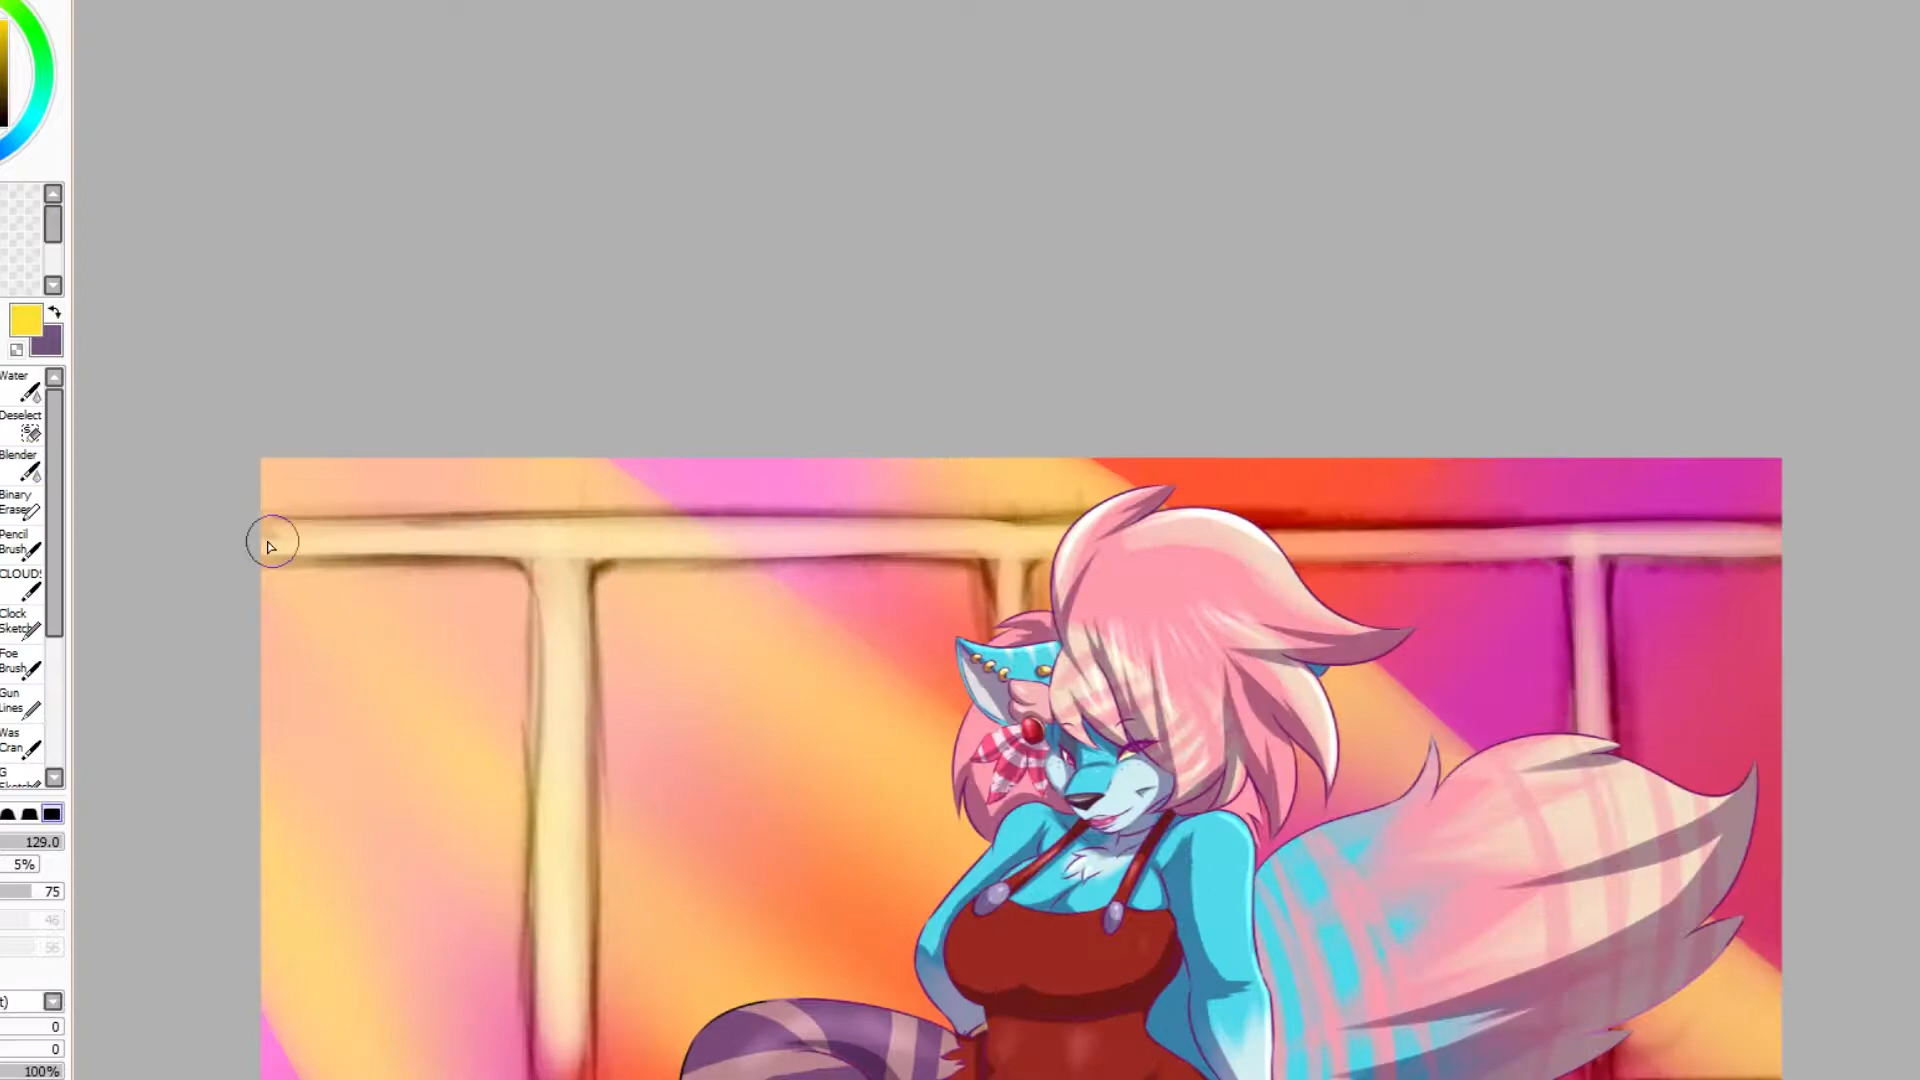 Water
Deselect
Blender
Binary
Eraser
Pencil
Brush
CLOUD
Clock
Sketch
Foe
Brush
Gun
Lines
Was
Cran
G
Sketch
129.0
5%
75
46
56
t)
0
0
100%